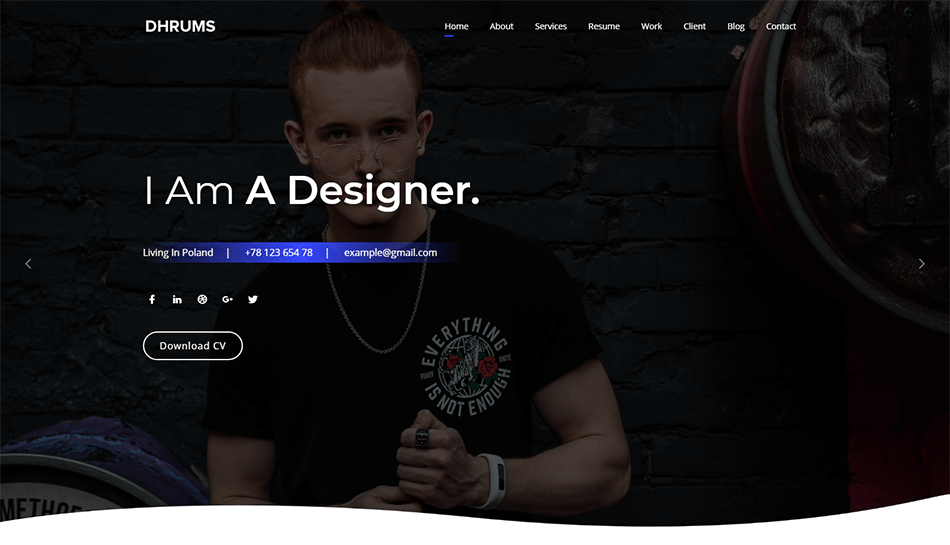 DHRUMS
Home About Services Resume Work Client Blog Contact
I Am A Designer.
Living In Poland | +78 123 654 78 | example@gmail.com
Download CV
EVERYTHING
IS NOT ENOUGH